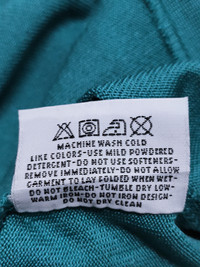 MACHINE WASH COLD
LIKE COLORS-USE MILD POWDERED
DETERGENT-DO NOT USE SOFTENERS-
REMOVE IMMEDIATELY-DO NOT ALLOW
GARMENT TO LAY FOLDED WHEN WET-
DO NOT BLEACH-TUMBLE DRY LOW-
WARM IRON-DO NOT IRON DESIGN-
DO NOT DRY CLEAN